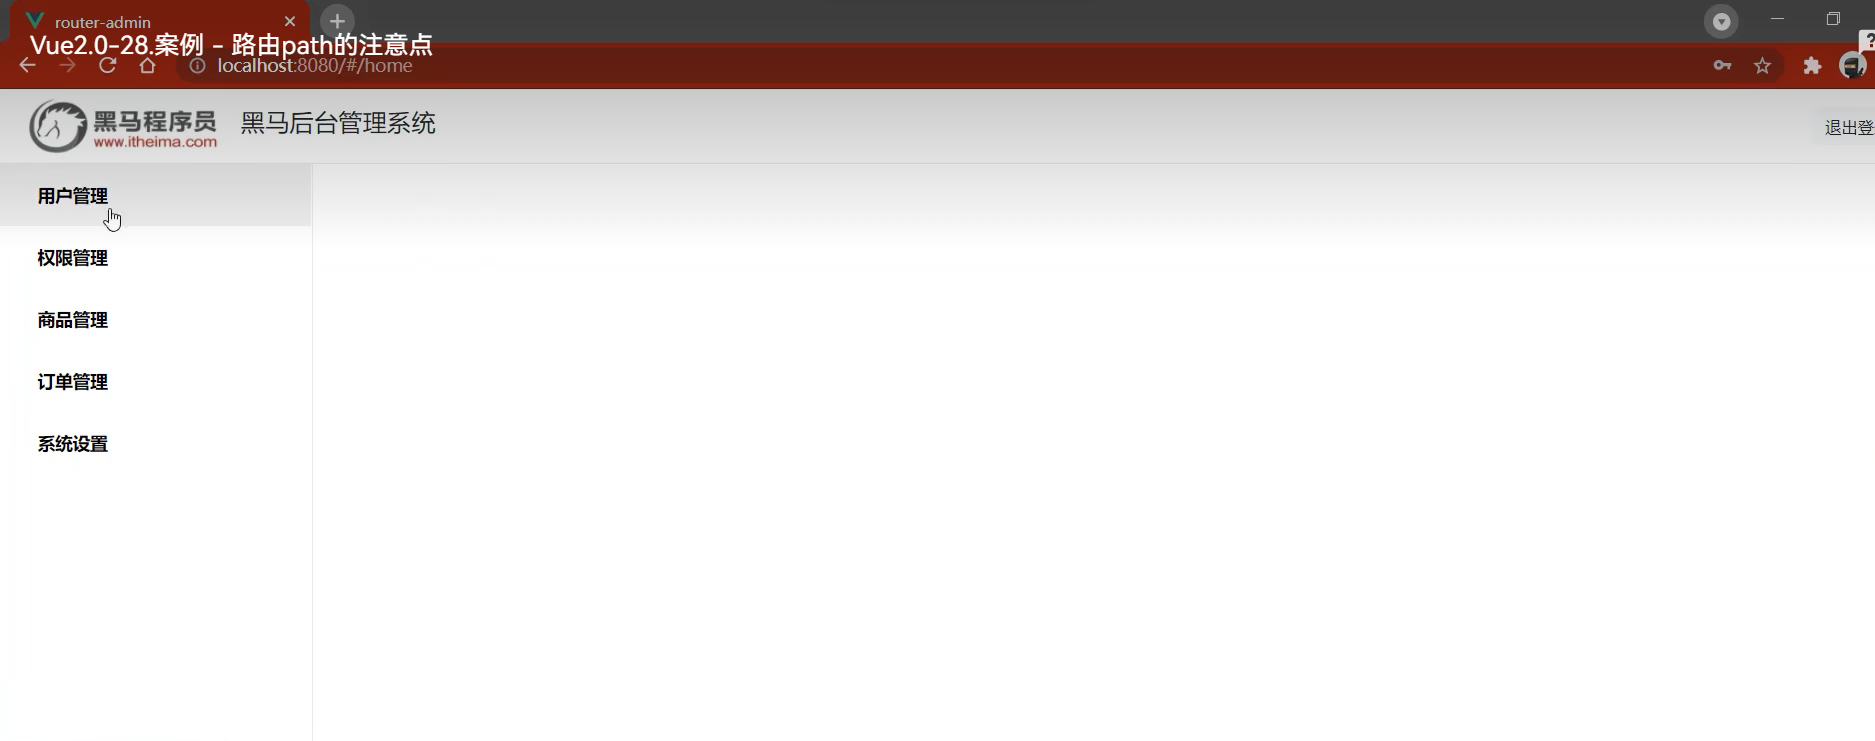 router-admin
Vue2.0-28.案例 - 路由path的注意点
localhost:8080/#/home
黑马程序员
www.itheima.com
黑马后台管理系统
退出登
用户管理
权限管理
商品管理
订单管理
系统设置